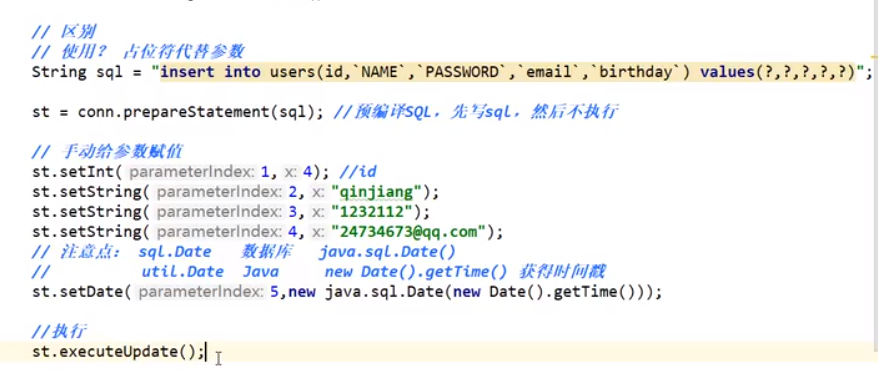 // 区别
// 使用? 占位符代替参数
String sql = "insert into users(id,`NAME`,`PASSWORD`,`email`,`birthday`) values(?,?,?,?,?)";
st = conn.prepareStatement(sql); //预编译SQL，先写sql，然后不执行
// 手动给参数赋值
st.setInt( parameterIndex: 1, x: 4); //id
st.setString( parameterIndex: 2, x: "qinjiang");
st.setString( parameterIndex: 3, x: "1232112");
st.setString( parameterIndex: 4, x: "24734673@qq.com");
// 注意点: sql.Date 数据库 java.sql.Date()
// util.Date Java new Date().getTime() 获得时间戳
st.setDate( parameterIndex: 5,new java.sql.Date(new Date().getTime()));
//执行
st.executeUpdate();